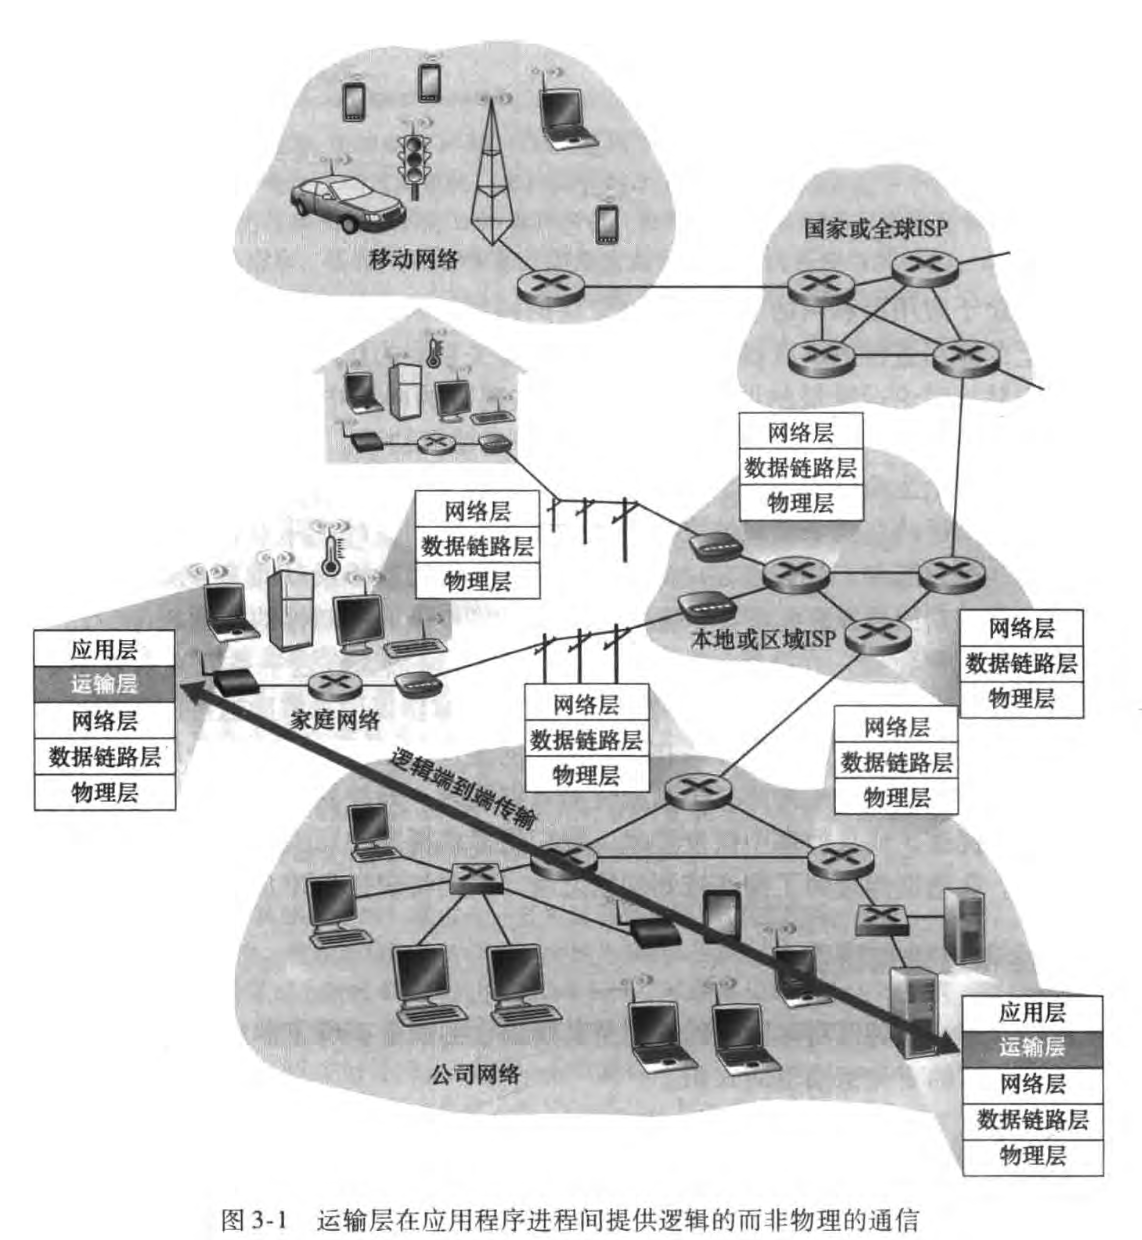 国家或全球ISP
移动网络
网络层
数据链路层
物理层
网络层
数据链路层
物理层
应用层
运输层
网络层
数据链路层
物理层
家庭网络
本地或区域ISP
网络层
数据链路层
物理层
网络层
数据链路层
物理层
网络层
数据链路层
物理层
逻辑端到端传输
公司网络
应用层
运输层
网络层
数据链路层
物理层
图 3-1 运输层在应用程序进程间提供逻辑的而非物理的通信